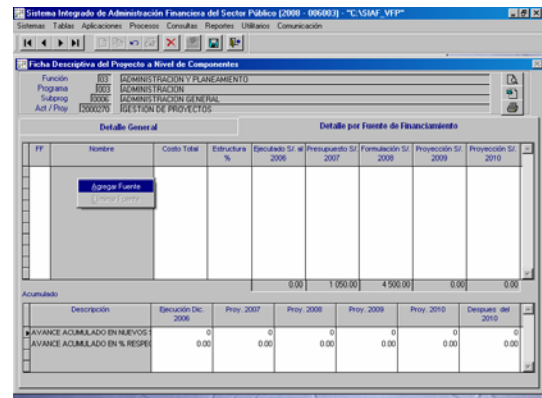 Sistema Integrado de Administración Financiera del Sector Público [2008 - 006003] - "C:\SIAF_VFP"
Sistemas Tablas Aplicaciones Procesos Consultas Reportes Utilitarios Comunicación
Ficha Descriptiva del Proyecto a Nivel de Componentes
Función 03 ADMINISTRACION Y PLANEAMIENTO
Programa 003 ADMINISTRACION
Subprog 0006 ADMINISTRACION GENERAL
Act / Proy 2000270 GESTION DE PROYECTOS
Detalle General Detalle por Fuente de Financiamiento
FF Nombre Costo Total Estructura % Ejecutado S/. al 2006 Presupuesto S/. 2007 Formulación S/. 2008 Proyección S/. 2009 Proyección S/. 2010
Agregar Fuente
Eliminar Fuente
0.00 1 050.00 4 500.00 0.00 0.00
Acumulado
Descripción Ejecución Dic. 2006 Proy. 2007 Proy. 2008 Proy. 2009 Proy. 2010 Despues del 2010
AVANCE ACUMULADO EN NUEVOS S 0 0 0 0 0 0
AVANCE ACUMULADO EN % RESPEC 0.00 0.00 0.00 0.00 0.00 0.00